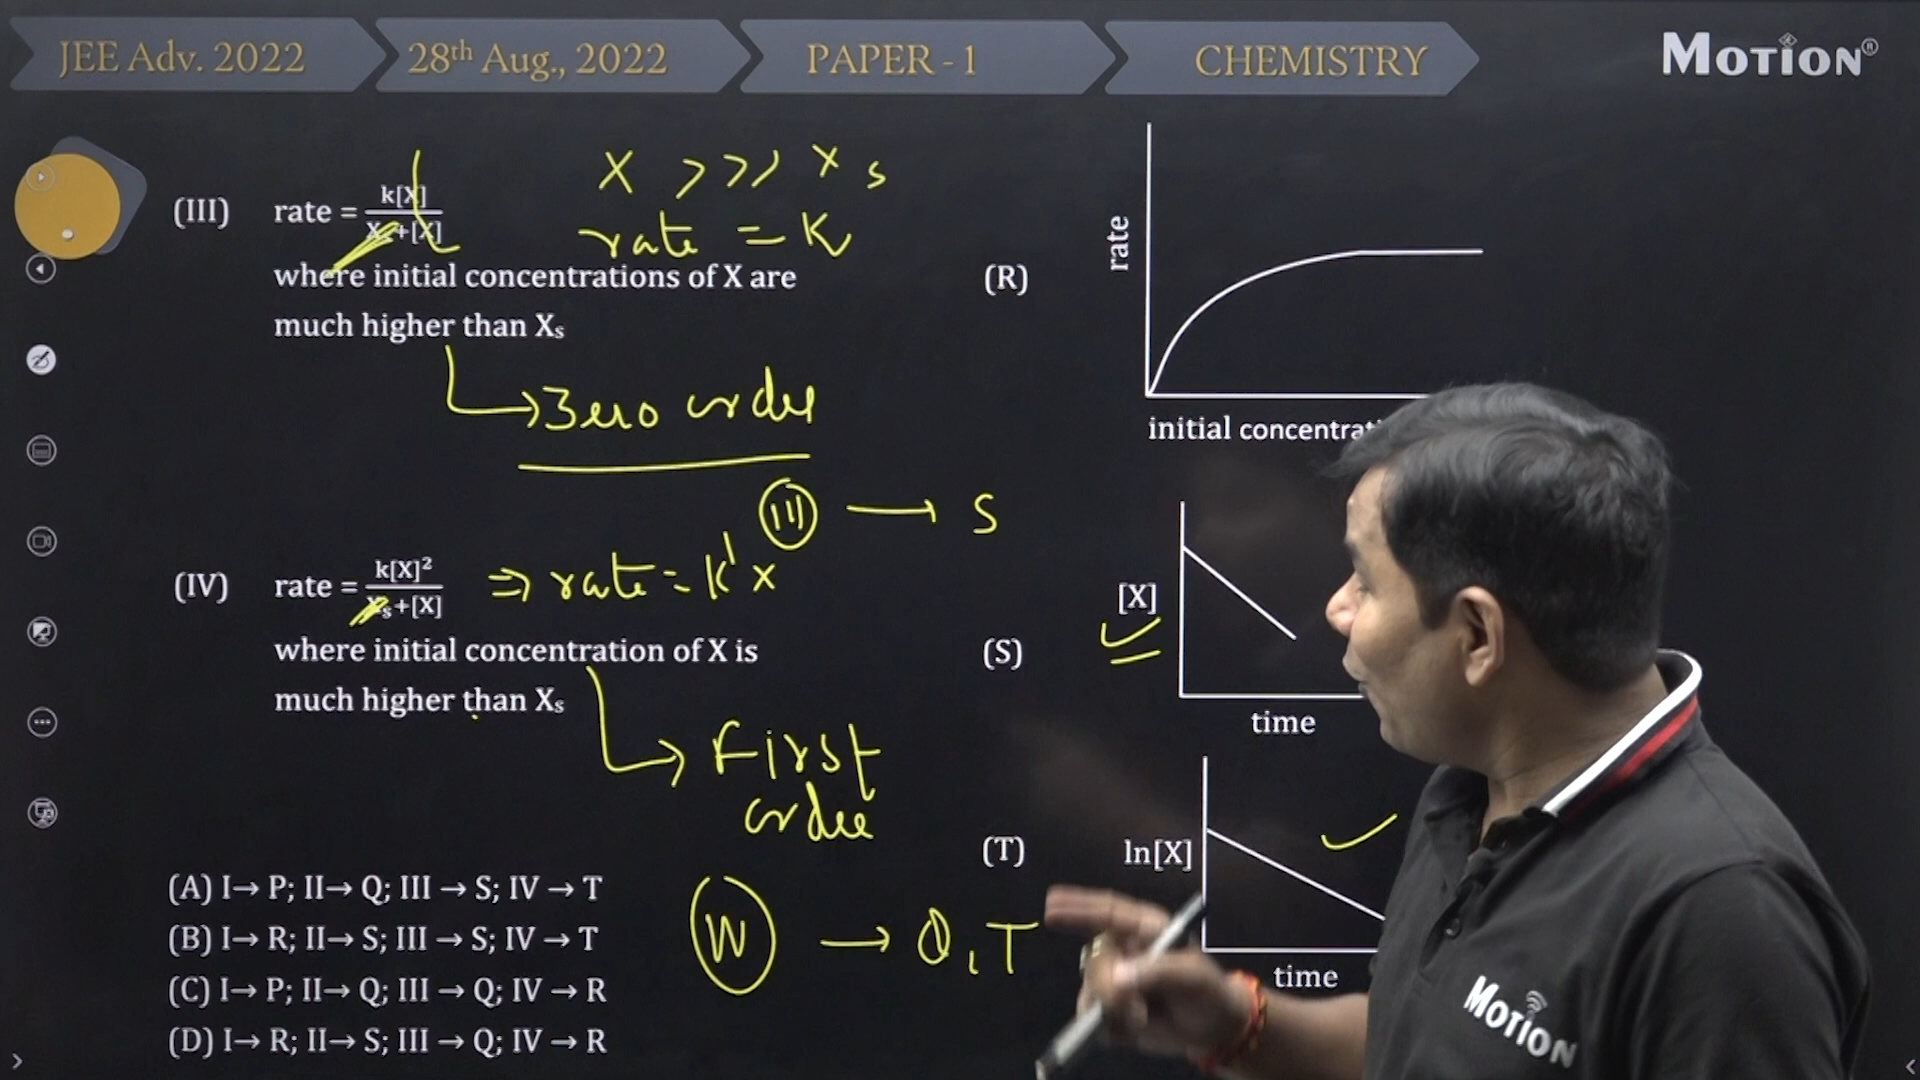 JEE Adv. 2022
28th Aug., 2022
PAPER - 1
CHEMISTRY
MOTION®
(III) rate = k[X] / Xs+[X]
X >>> Xs
rate = K
where initial concentrations of X are
much higher than Xs
→ Zero order
(III) → S
(IV) rate = k[X]² / Xs+[X] ⇒ rate = K' X
where initial concentration of X is
much higher than Xs
→ First
order
(A) I→ P; II→ Q; III → S; IV → T
(B) I→ R; II→ S; III → S; IV → T
(C) I→ P; II→ Q; III → Q; IV → R
(D) I→ R; II→ S; III → Q; IV → R
→ Q, T
(R)
rate
initial
(S)
[X]
time
(T)
ln[X]
time
MOTION